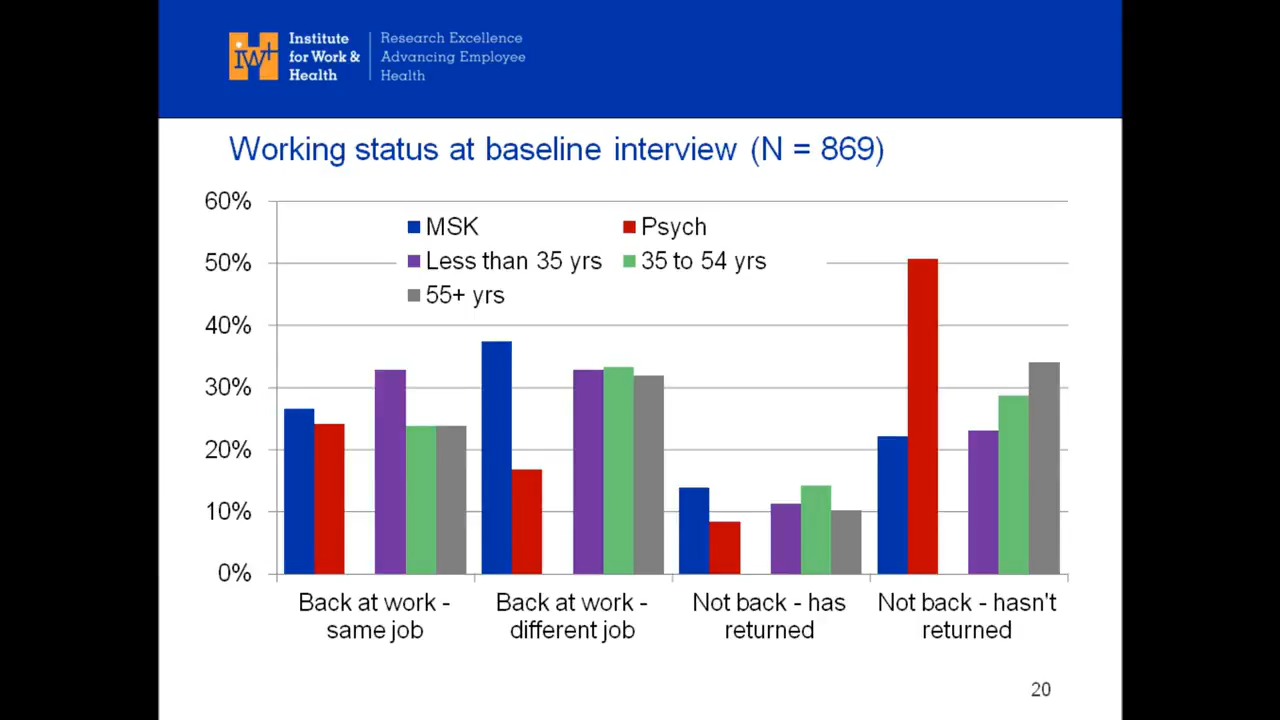 Institute
for Work &
Health
Research Excellence
Advancing Employee
Health
Working status at baseline interview (N = 869)
60%
50%
40%
30%
20%
10%
0%
MSK
Psych
Less than 35 yrs
35 to 54 yrs
55+ yrs
Back at work -
same job
Back at work -
different job
Not back - has
returned
Not back - hasn't
returned
20